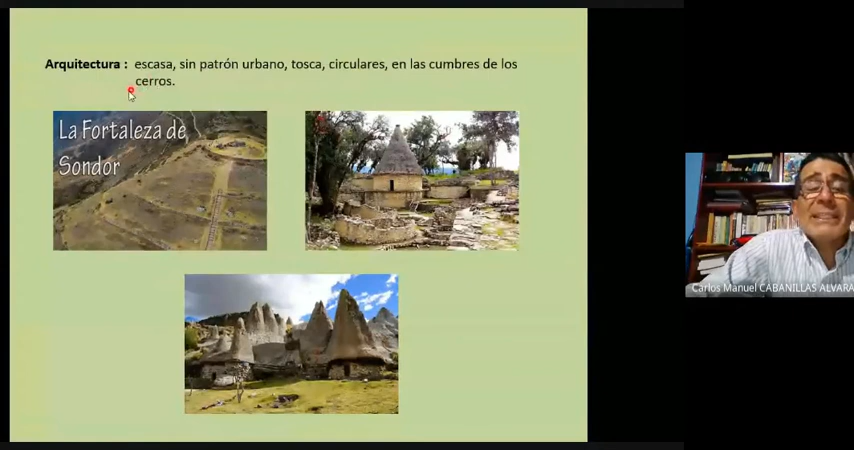 Arquitectura : escasa, sin patrón urbano, tosca, circulares, en las cumbres de los
cerros.
La Fortaleza de
Sondor
Carlos Manuel CABANILLAS ALVARA